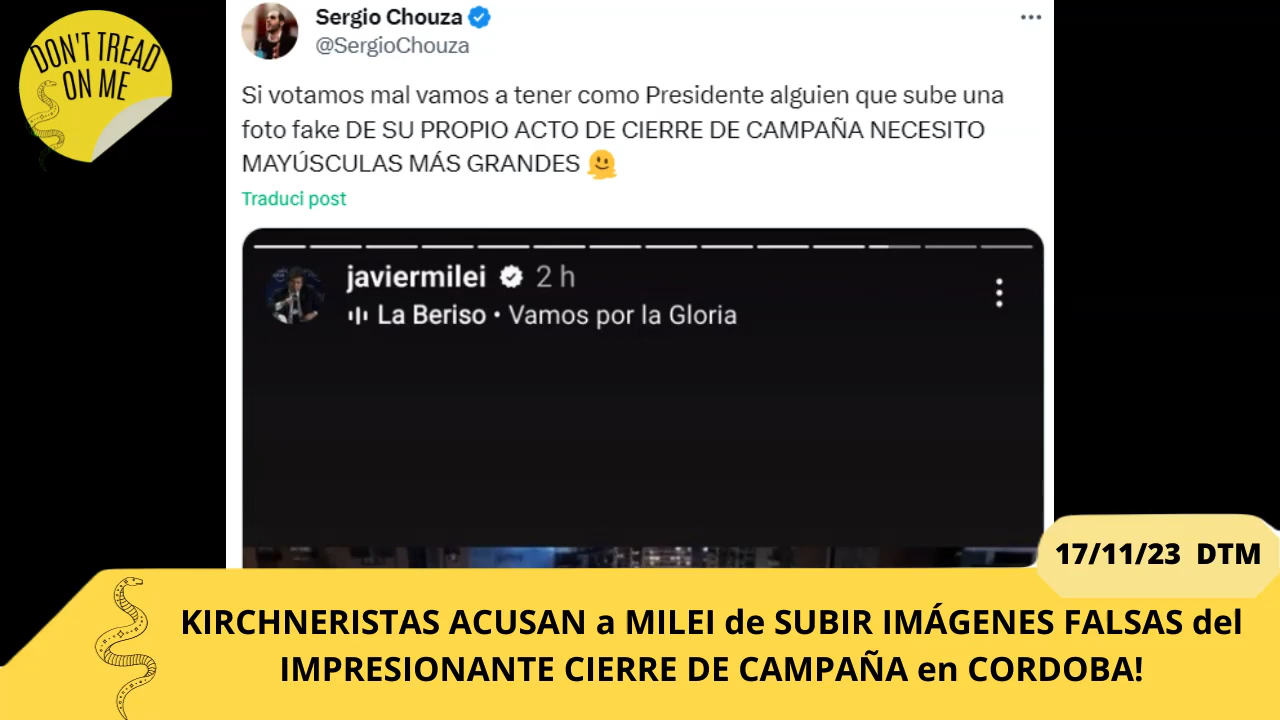 DON'T TREAD
ON ME
Sergio Chouza
@SergioChouza
Si votamos mal vamos a tener como Presidente alguien que sube una
foto fake DE SU PROPIO ACTO DE CIERRE DE CAMPAÑA NECESITO
MAYÚSCULAS MÁS GRANDES 🫠
Traduci post
javiermilei 2 h
La Beriso • Vamos por la Gloria
17/11/23 DTM
KIRCHNERISTAS ACUSAN a MILEI de SUBIR IMÁGENES FALSAS del
IMPRESIONANTE CIERRE DE CAMPAÑA en CORDOBA!